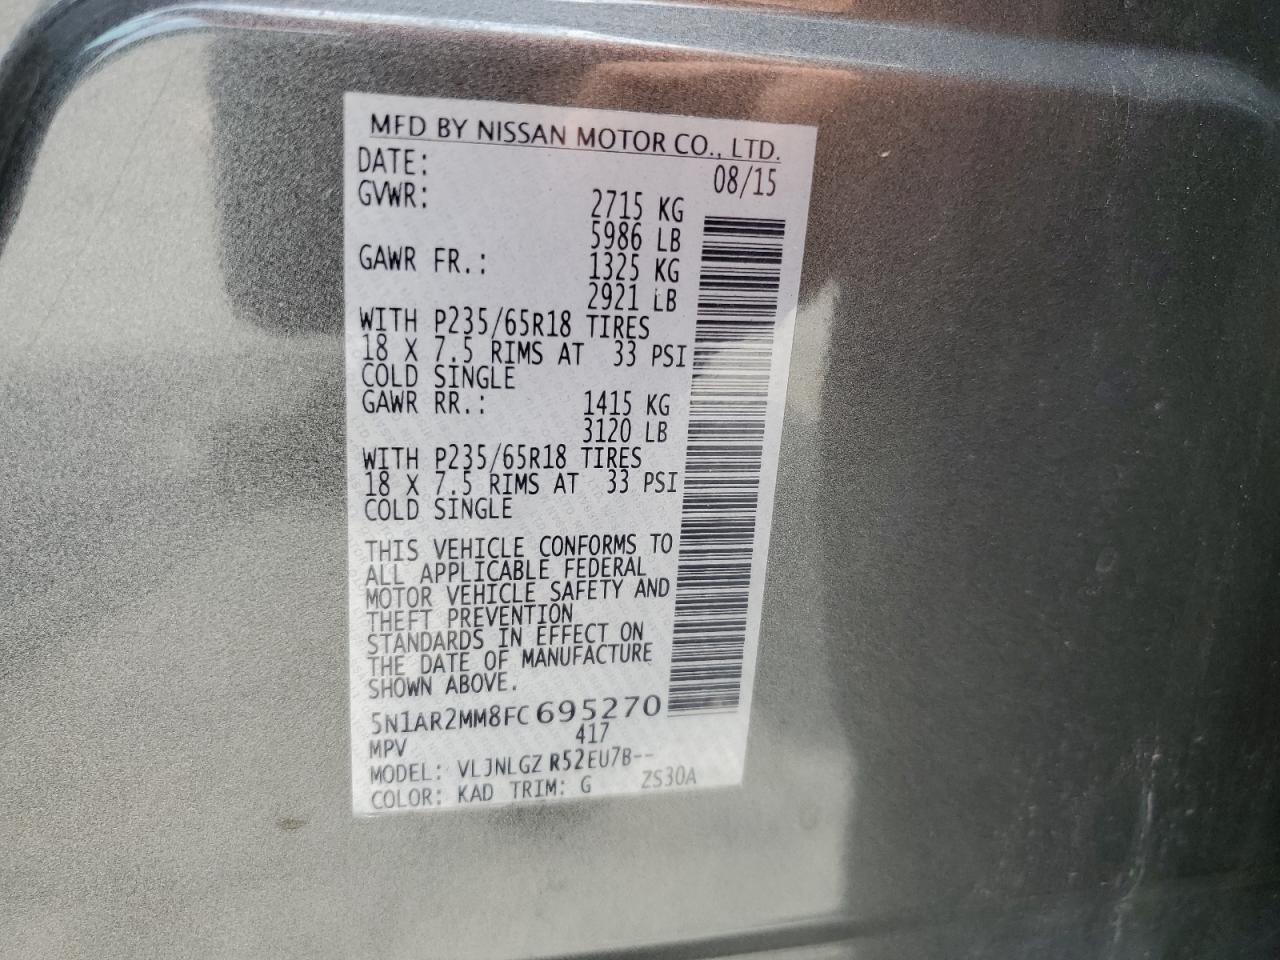 MFD BY NISSAN MOTOR CO., LTD.
DATE: 08/15
GVWR: 2715 KG
5986 LB
GAWR FR.: 1325 KG
2921 LB
WITH P235/65R18 TIRES
18 X 7.5 RIMS AT 33 PSI
COLD SINGLE
GAWR RR.: 1415 KG
3120 LB
WITH P235/65R18 TIRES
18 X 7.5 RIMS AT 33 PSI
COLD SINGLE
THIS VEHICLE CONFORMS TO
ALL APPLICABLE FEDERAL
MOTOR VEHICLE SAFETY AND
THEFT PREVENTION
STANDARDS IN EFFECT ON
THE DATE OF MANUFACTURE
SHOWN ABOVE.
5N1AR2MM8FC695270
MPV 417
MODEL: VLJNLGZ R52EU7B--
COLOR: KAD TRIM: G ZS30A